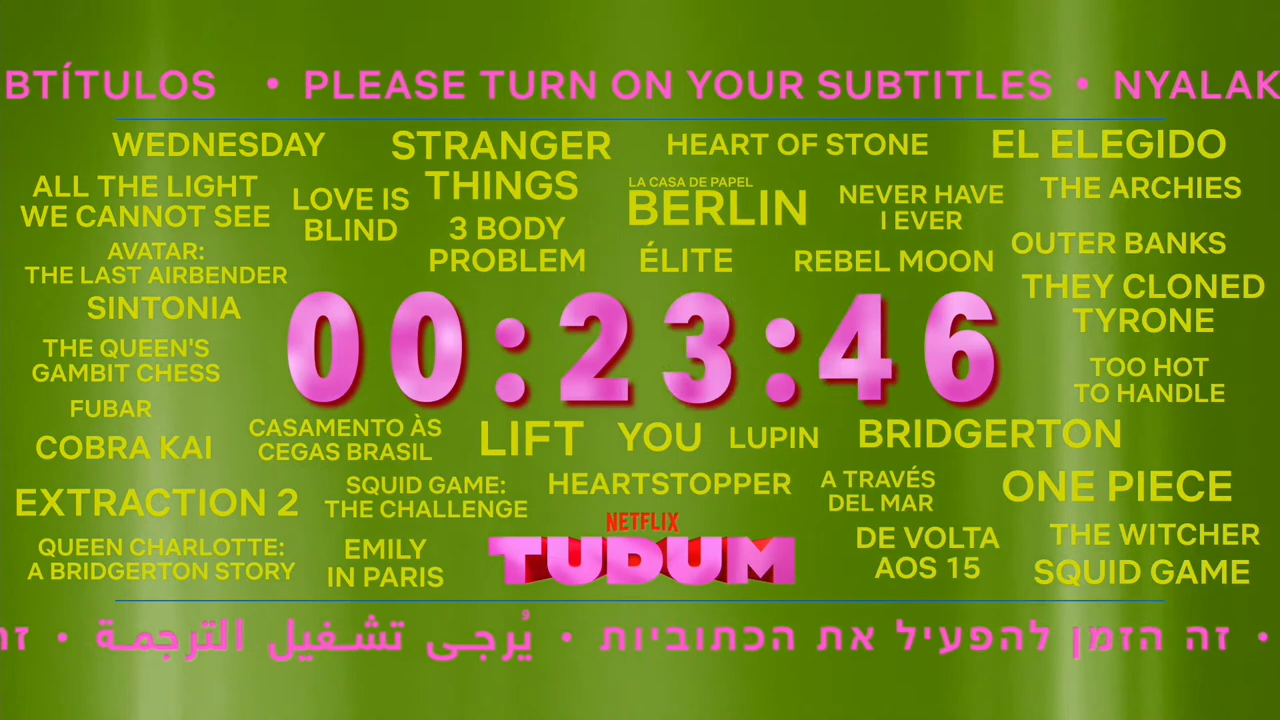 BTÍTULOS • PLEASE TURN ON YOUR SUBTITLES • NYALAK
WEDNESDAY
STRANGER
THINGS
HEART OF STONE
EL ELEGIDO
ALL THE LIGHT
WE CANNOT SEE
LOVE IS
BLIND
3 BODY
PROBLEM
LA CASA DE PAPEL
BERLIN
NEVER HAVE
I EVER
THE ARCHIES
AVATAR:
THE LAST AIRBENDER
ÉLITE
REBEL MOON
OUTER BANKS
SINTONIA
THEY CLONED
TYRONE
00:23:46
THE QUEEN'S
GAMBIT CHESS
TOO HOT
TO HANDLE
FUBAR
COBRA KAI
CASAMENTO ÀS
CEGAS BRASIL
LIFT
YOU
LUPIN
BRIDGERTON
EXTRACTION 2
SQUID GAME:
THE CHALLENGE
HEARTSTOPPER
A TRAVÉS
DEL MAR
ONE PIECE
QUEEN CHARLOTTE:
A BRIDGERTON STORY
EMILY
IN PARIS
NETFLIX
TUDUM
DE VOLTA
AOS 15
THE WITCHER
SQUID GAME
• זה הזמן להפעיל את הכתוביות • يُرجى تشغيل الترجمة • זה